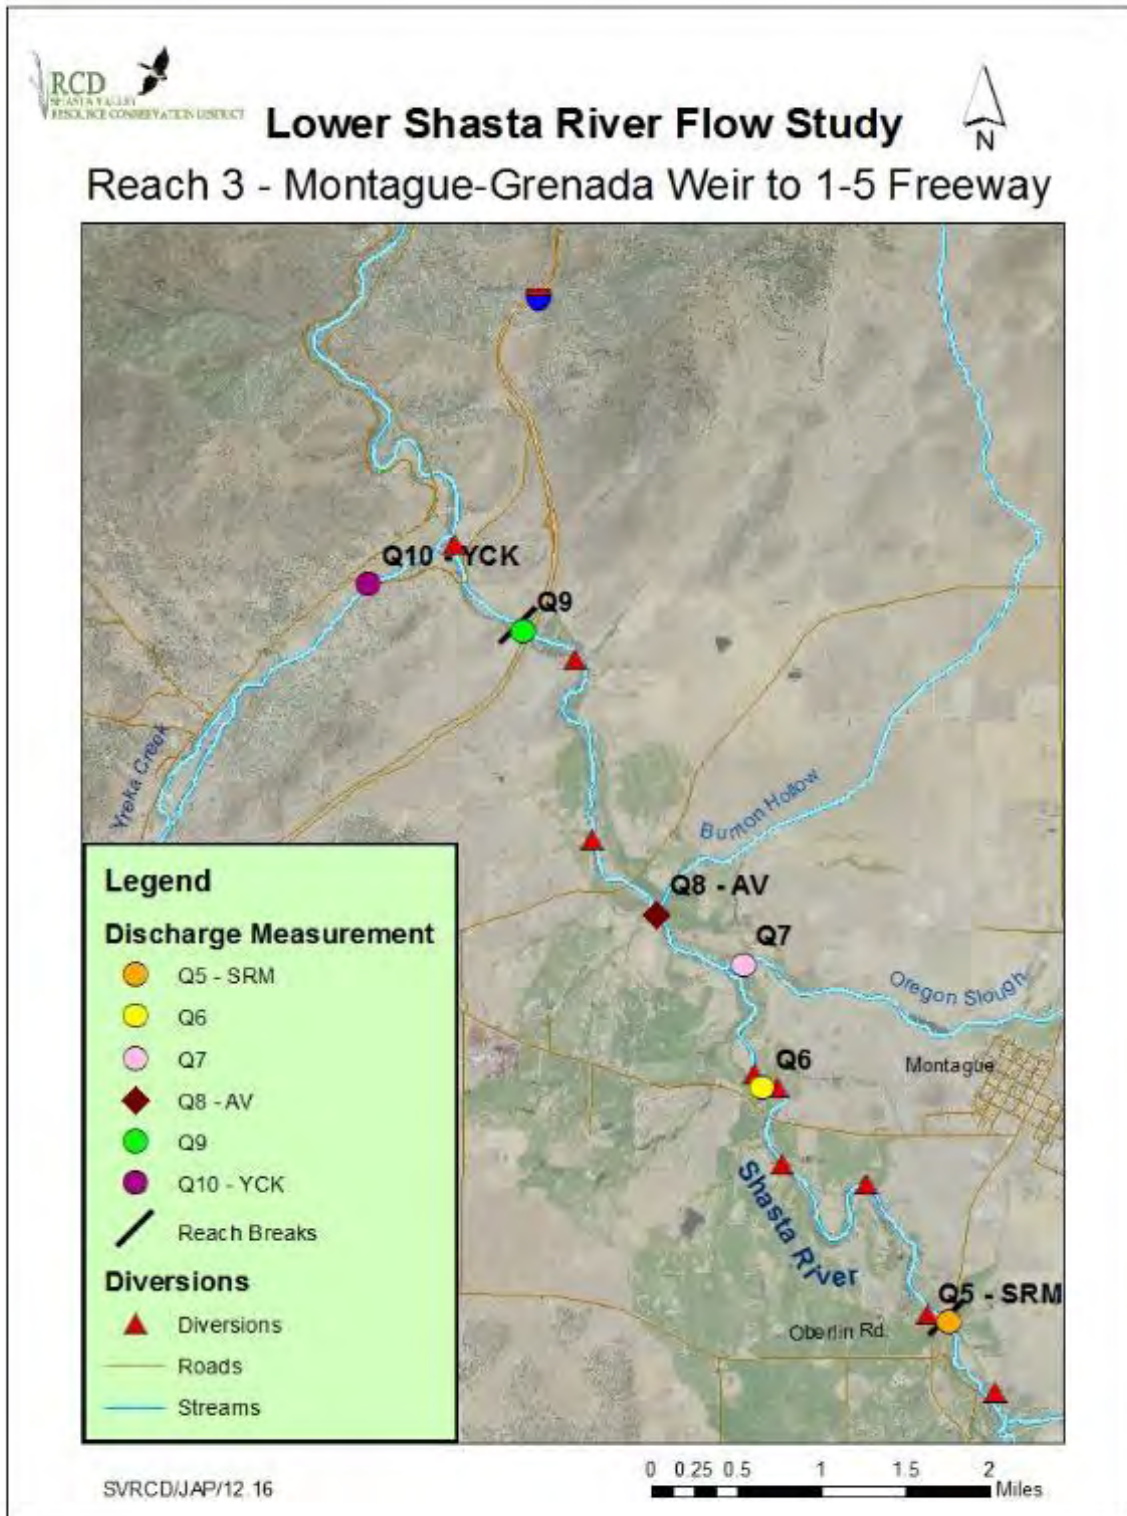 RCD
SHASTA VALLEY
RESOURCE CONSERVATION DISTRICT
Lower Shasta River Flow Study
N
Reach 3 - Montague-Grenada Weir to 1-5 Freeway
Q10 - YCK
Q9
Yreka Creek
Burton Hollow
Q8 - AV
Q7
Oregon Slough
Montague
Q6
Shasta River
Q5 - SRM
Oberlin Rd.
Legend
Discharge Measurement
Q5 - SRM
Q6
Q7
Q8 - AV
Q9
Q10 - YCK
Reach Breaks
Diversions
Diversions
Roads
Streams
SVRCD/JAP/12.16
0 0.25 0.5 1 1.5 2
Miles